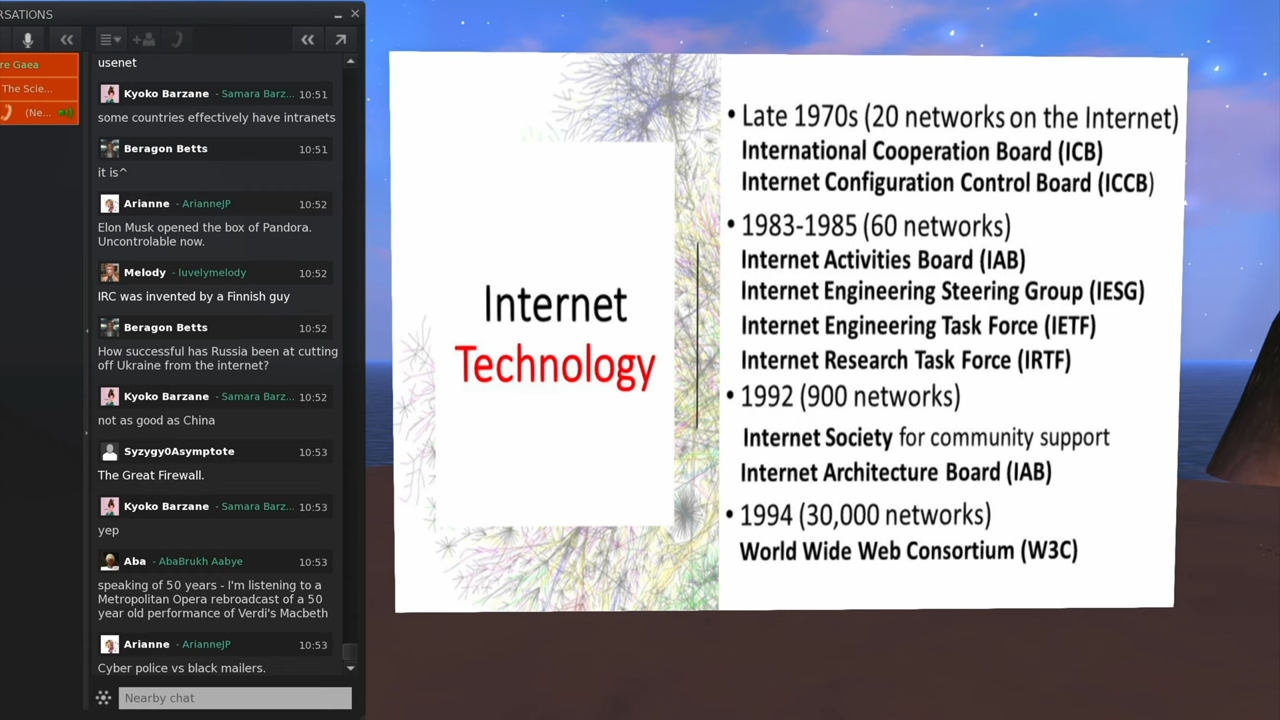 RSATIONS
re Gaea
The Scie...
(Ne...
usenet
Kyoko Barzane - Samara Barz... 10:51
some countries effectively have intranets
Beragon Betts 10:51
it is^
Arianne - ArianneJP 10:52
Elon Musk opened the box of Pandora.
Uncontrolable now.
Melody - luvelymelody 10:52
IRC was invented by a Finnish guy
Beragon Betts 10:52
How successful has Russia been at cutting
off Ukraine from the internet?
Kyoko Barzane - Samara Barz... 10:52
not as good as China
Syzygy0Asymptote 10:53
The Great Firewall.
Kyoko Barzane - Samara Barz... 10:53
yep
Aba - AbaBrukh Aabye 10:53
speaking of 50 years - I'm listening to a
Metropolitan Opera rebroadcast of a 50
year old performance of Verdi's Macbeth
Arianne - ArianneJP 10:53
Cyber police vs black mailers.
Nearby chat
Internet
Technology
• Late 1970s (20 networks on the Internet)
International Cooperation Board (ICB)
Internet Configuration Control Board (ICCB)
• 1983-1985 (60 networks)
Internet Activities Board (IAB)
Internet Engineering Steering Group (IESG)
Internet Engineering Task Force (IETF)
Internet Research Task Force (IRTF)
• 1992 (900 networks)
Internet Society for community support
Internet Architecture Board (IAB)
• 1994 (30,000 networks)
World Wide Web Consortium (W3C)